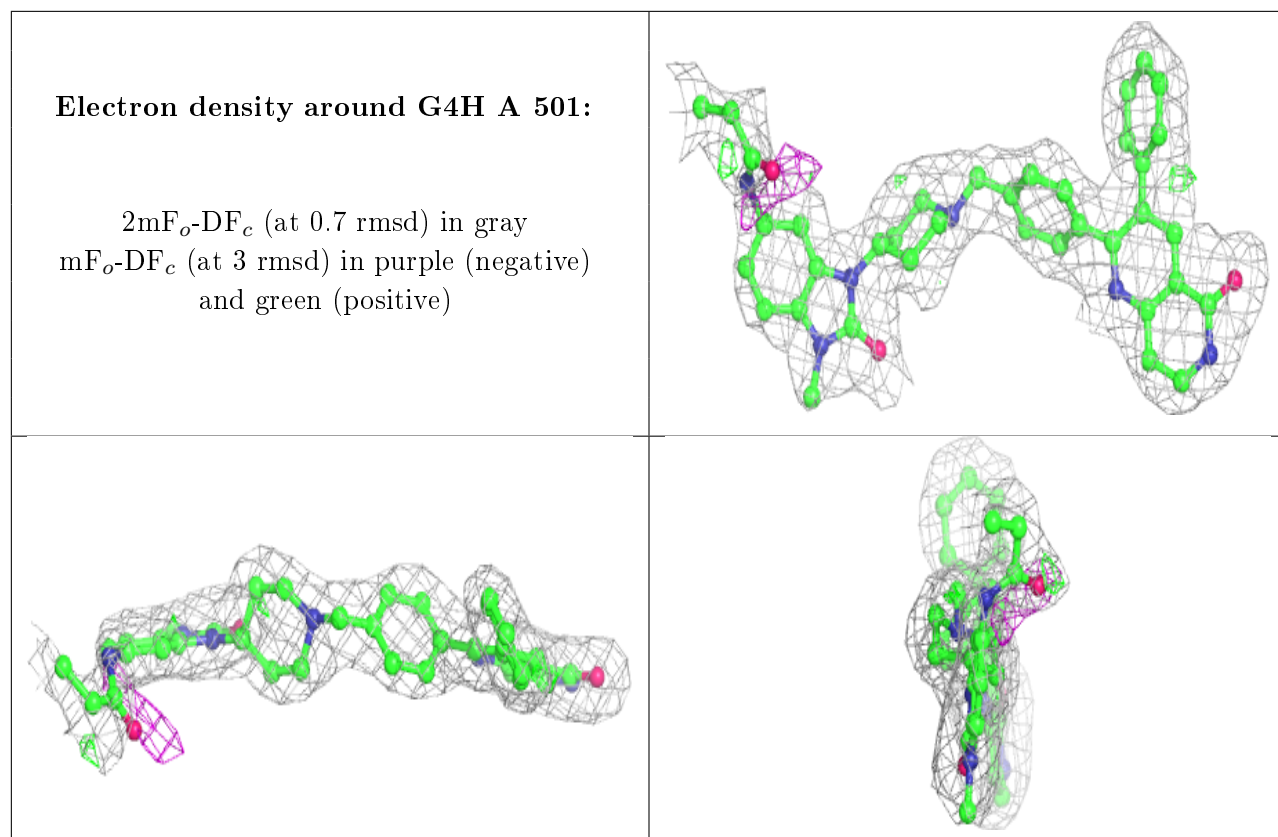 Electron density around G4H A 501:
2mFₒ-DF𝒸 (at 0.7 rmsd) in gray
mFₒ-DF𝒸 (at 3 rmsd) in purple (negative)
and green (positive)